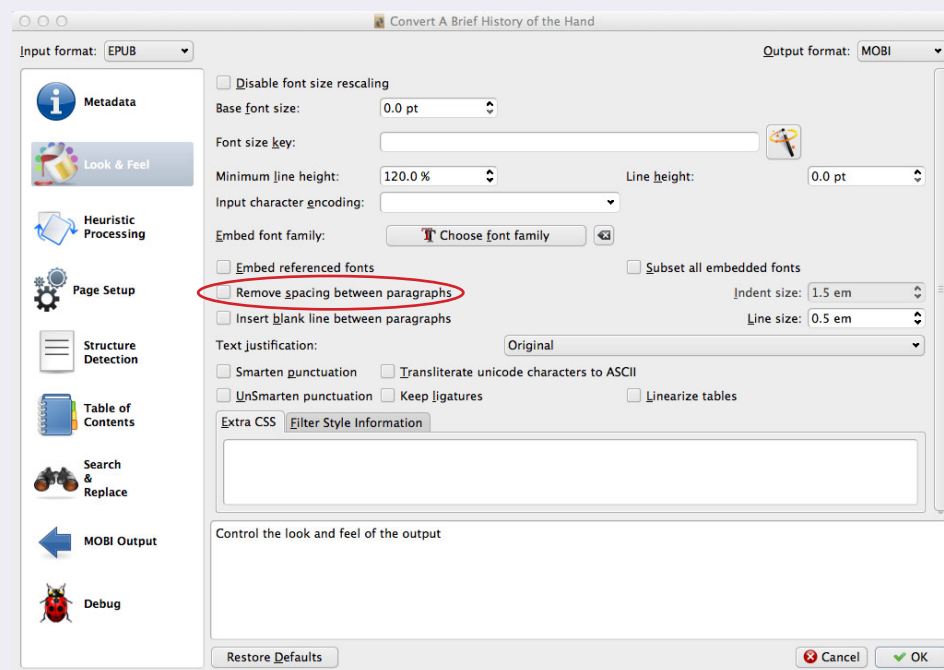 Convert A Brief History of the Hand
Input format: EPUB
Output format: MOBI
Metadata
Look & Feel
Heuristic
Processing
Page Setup
Structure
Detection
Table of
Contents
Search
&
Replace
MOBI Output
Debug
Disable font size rescaling
Base font size: 0.0 pt
Font size key:
Minimum line height: 120.0 % Line height: 0.0 pt
Input character encoding:
Embed font family: Choose font family
Embed referenced fonts Subset all embedded fonts
Remove spacing between paragraphs Indent size: 1.5 em
Insert blank line between paragraphs Line size: 0.5 em
Text justification: Original
Smarten punctuation Transliterate unicode characters to ASCII
UnSmarten punctuation Keep ligatures Linearize tables
Extra CSS Filter Style Information
Control the look and feel of the output
Restore Defaults Cancel OK